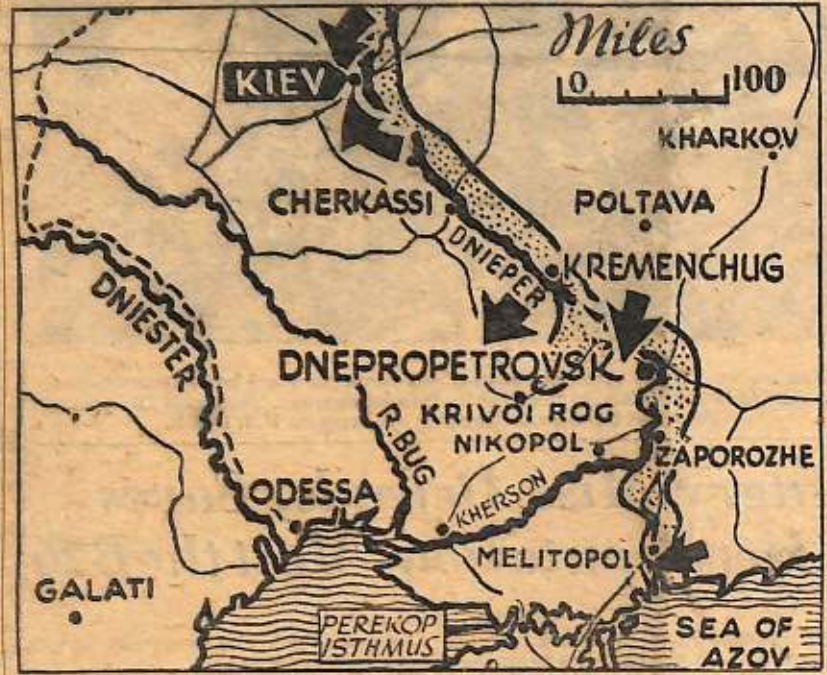 Miles
0 100
KIEV
KHARKOV
CHERKASSI
POLTAVA
DNIEPER
KREMENCHUG
DNIESTER
DNEPROPETROVSK
KRIVOI ROG
R. BUG
NIKOPOL
ZAPOROZHE
ODESSA
KHERSON
MELITOPOL
GALATI
PEREKOP
ISTHMUS
SEA OF
AZOV